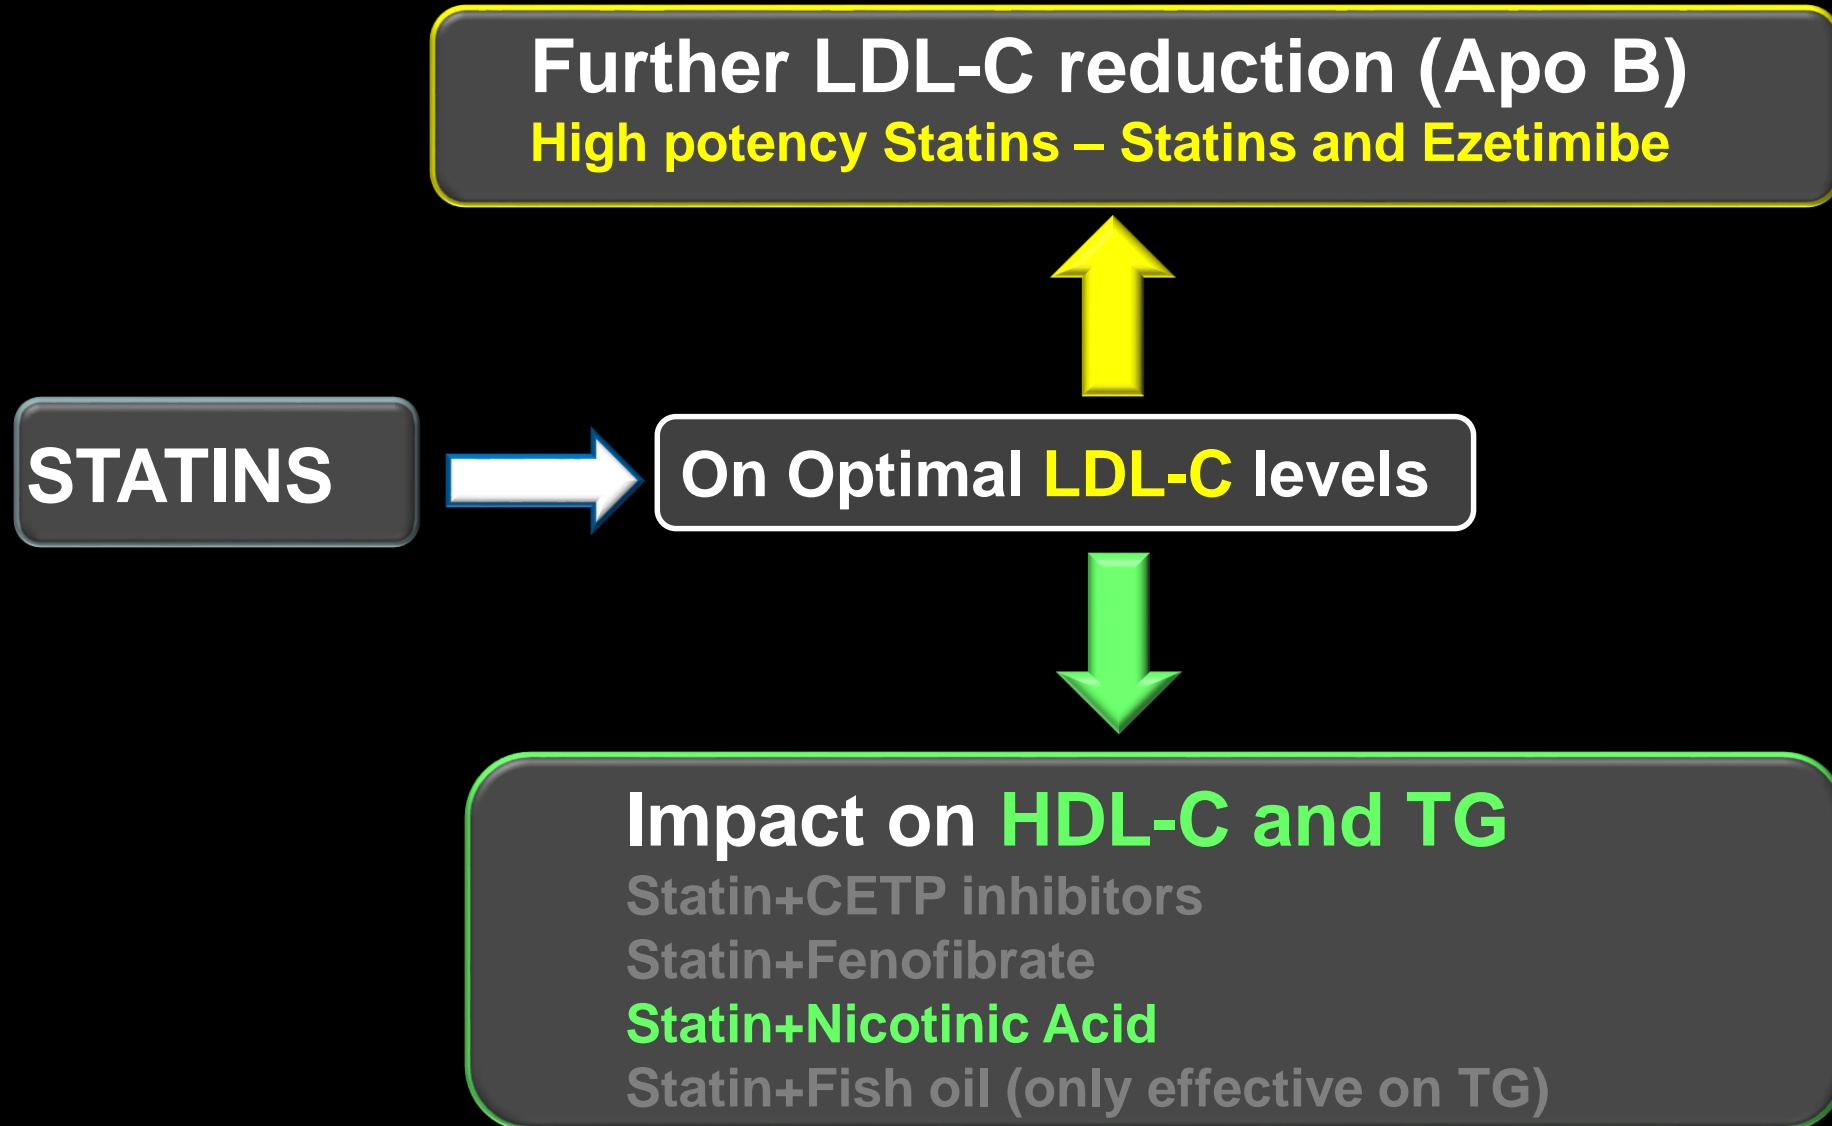 Further LDL-C reduction (Apo B)
High potency Statins – Statins and Ezetimibe
STATINS
On Optimal LDL-C levels
Impact on HDL-C and TG
Statin+CETP inhibitors
Statin+Fenofibrate
Statin+Nicotinic Acid
Statin+Fish oil (only effective on TG)